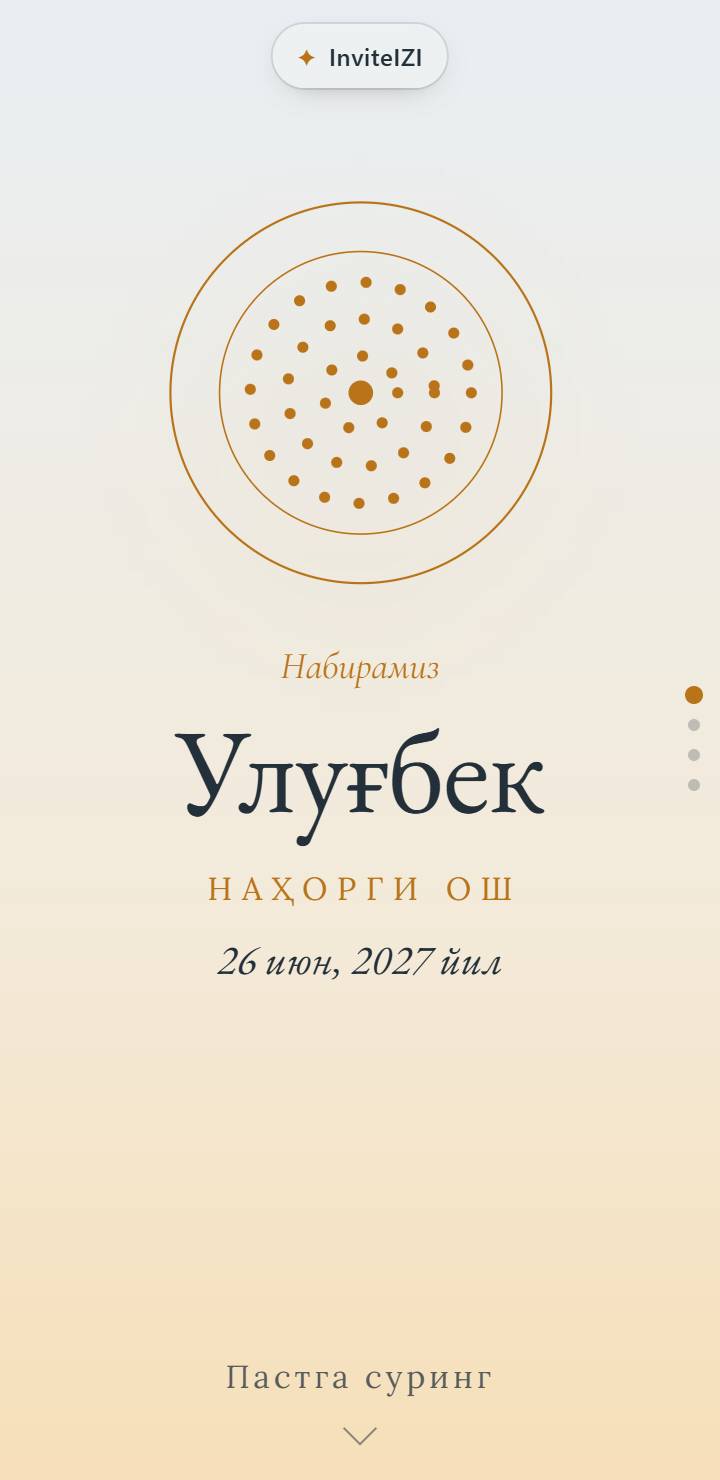 InviteIZI
Набирамиз
Улуғбек
НАҲОРГИ ОШ
26 июн, 2027 йил
Пастга суринг